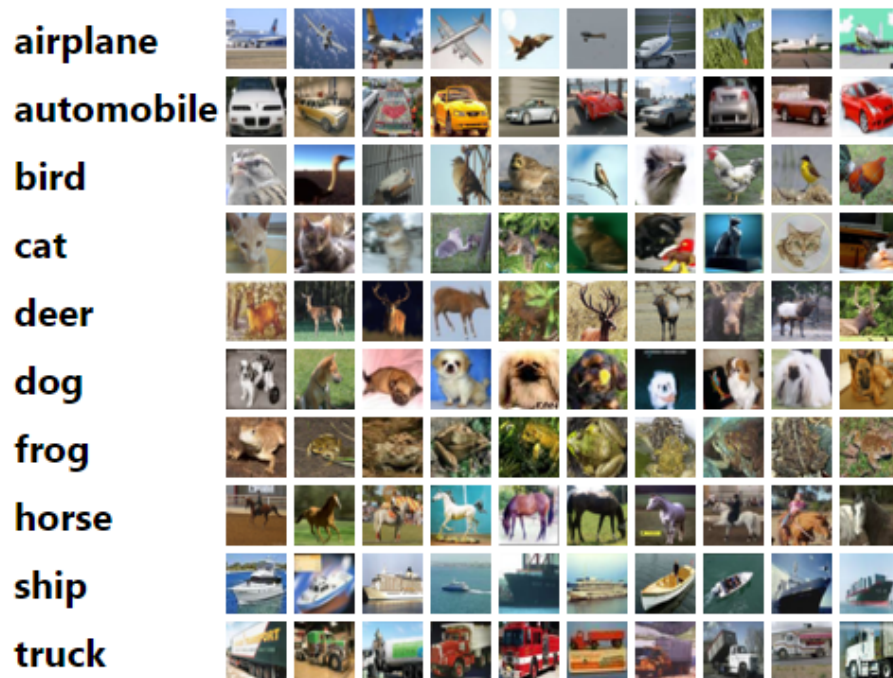 airplane
automobile
bird
cat
deer
dog
frog
horse
ship
truck